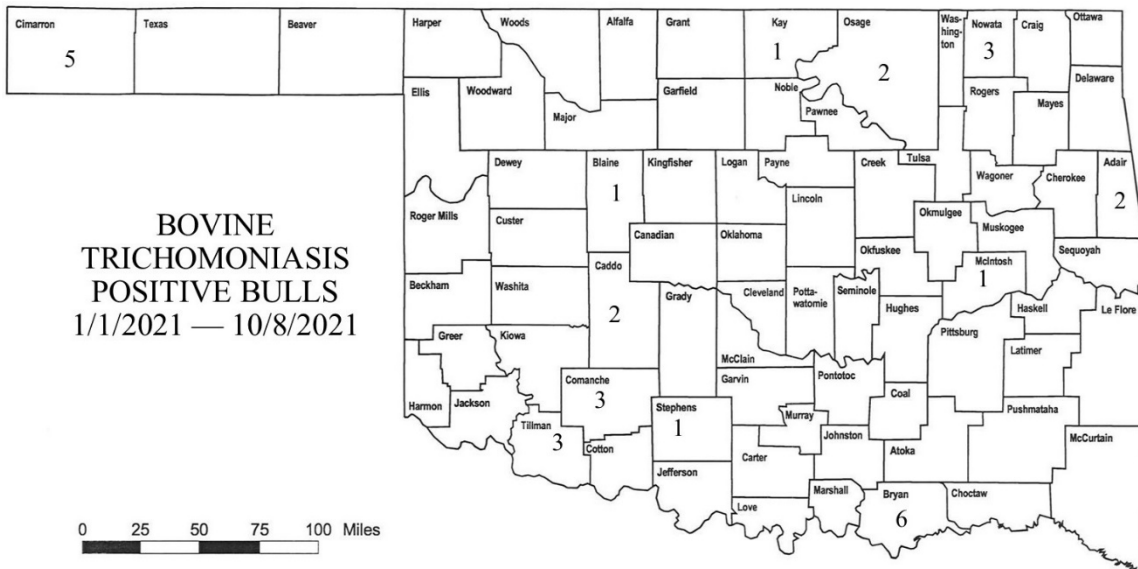 Cimarron
5
Texas
Beaver
Harper
Woods
Alfalfa
Grant
Kay
1
Osage
2
Wash-
ing-
ton
Nowata
3
Craig
Ottawa
Delaware
Ellis
Woodward
Major
Garfield
Noble
Pawnee
Rogers
Mayes
Dewey
Blaine
1
Kingfisher
Logan
Payne
Creek
Tulsa
Wagoner
Cherokee
Adair
2
Lincoln
Roger Mills
Custer
Canadian
Oklahoma
Okmulgee
Muskogee
Okfuskee
McIntosh
1
Sequoyah
BOVINE
TRICHOMONIASIS
POSITIVE BULLS
1/1/2021 — 10/8/2021
Beckham
Washita
Caddo
2
Grady
Cleveland
Potta-
watomie
Seminole
Hughes
Haskell
Le Flore
Pittsburg
Latimer
Greer
Kiowa
McClain
Comanche
3
Garvin
Pontotoc
Coal
Pushmataha
Harmon
Jackson
Tillman
3
Cotton
Stephens
1
Murray
Johnston
Atoka
McCurtain
Jefferson
Carter
Love
Marshall
Bryan
6
Choctaw
0 25 50 75 100 Miles